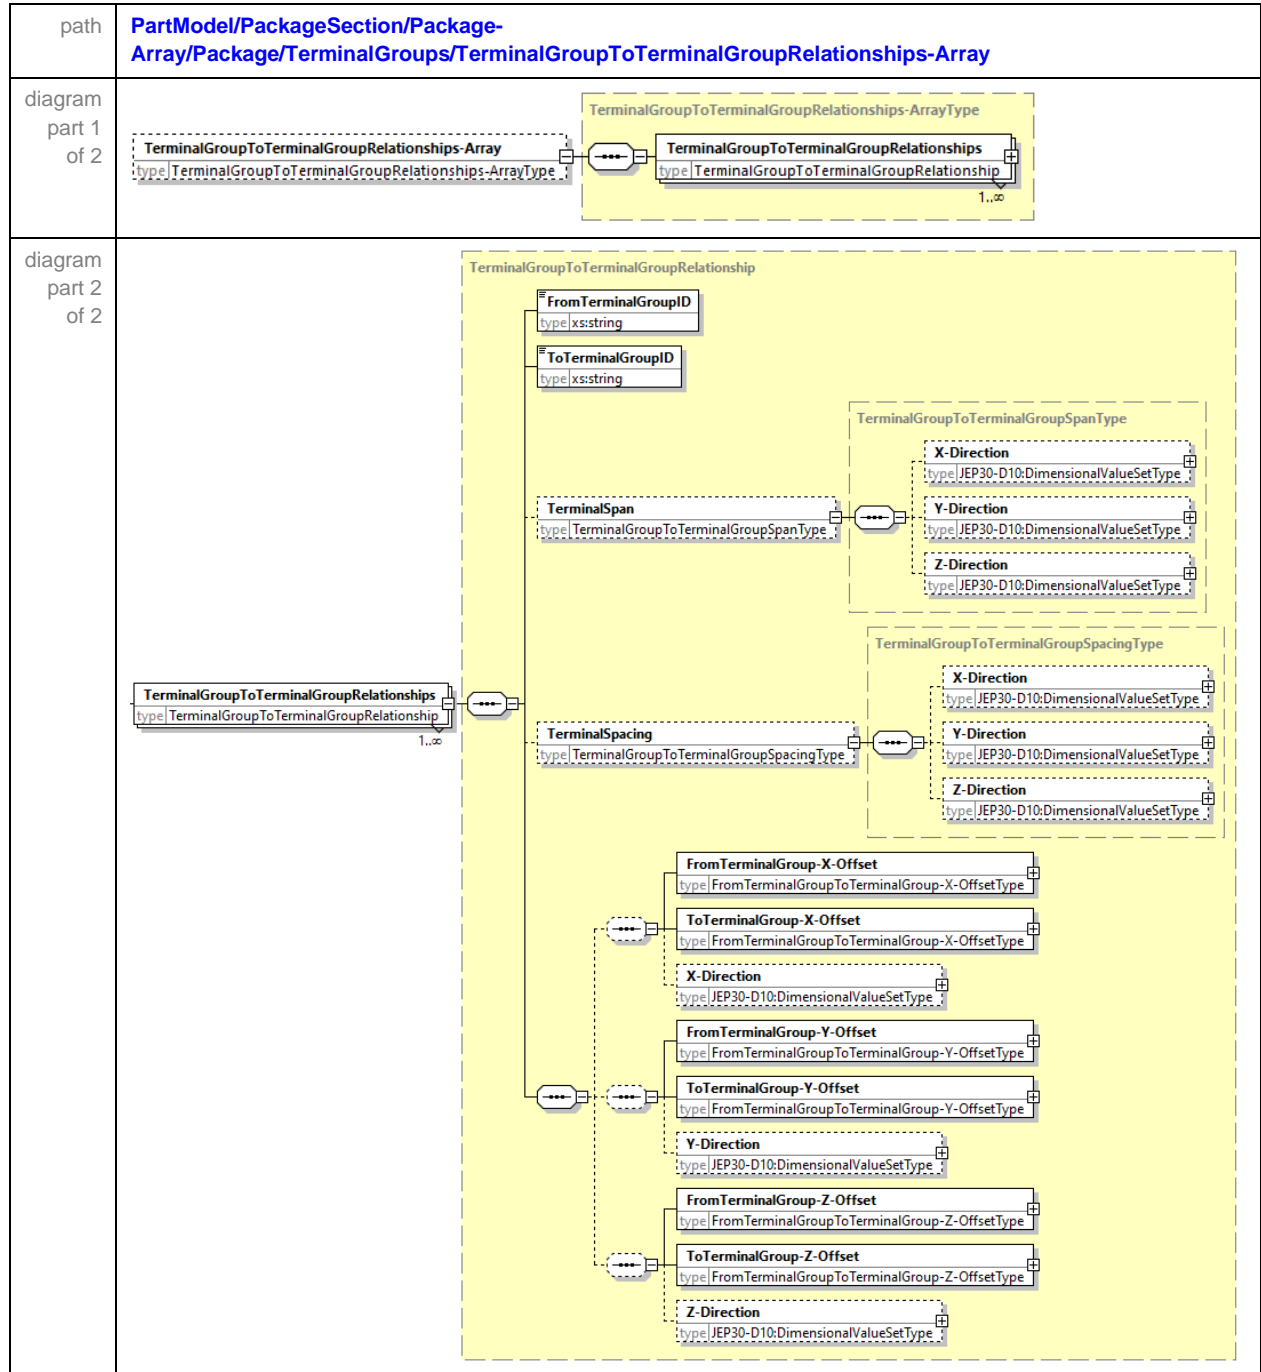 path
PartModel/PackageSection/Package-
Array/Package/TerminalGroups/TerminalGroupToTerminalGroupRelationships-Array
diagram
part 1
of 2
TerminalGroupToTerminalGroupRelationships-ArrayType
TerminalGroupToTerminalGroupRelationships-Array
type TerminalGroupToTerminalGroupRelationships-ArrayType
TerminalGroupToTerminalGroupRelationships
type TerminalGroupToTerminalGroupRelationship
1..∞
diagram
part 2
of 2
TerminalGroupToTerminalGroupRelationship
FromTerminalGroupID
type xs:string
ToTerminalGroupID
type xs:string
TerminalGroupToTerminalGroupSpanType
X-Direction
type JEP30-D10:DimensionalValueSetType
TerminalSpan
type TerminalGroupToTerminalGroupSpanType
Y-Direction
type JEP30-D10:DimensionalValueSetType
Z-Direction
type JEP30-D10:DimensionalValueSetType
TerminalGroupToTerminalGroupSpacingType
TerminalGroupToTerminalGroupRelationships
type TerminalGroupToTerminalGroupRelationship
1..∞
X-Direction
type JEP30-D10:DimensionalValueSetType
TerminalSpacing
type TerminalGroupToTerminalGroupSpacingType
Y-Direction
type JEP30-D10:DimensionalValueSetType
Z-Direction
type JEP30-D10:DimensionalValueSetType
FromTerminalGroup-X-Offset
type FromTerminalGroupToTerminalGroup-X-OffsetType
ToTerminalGroup-X-Offset
type FromTerminalGroupToTerminalGroup-X-OffsetType
X-Direction
type JEP30-D10:DimensionalValueSetType
FromTerminalGroup-Y-Offset
type FromTerminalGroupToTerminalGroup-Y-OffsetType
ToTerminalGroup-Y-Offset
type FromTerminalGroupToTerminalGroup-Y-OffsetType
Y-Direction
type JEP30-D10:DimensionalValueSetType
FromTerminalGroup-Z-Offset
type FromTerminalGroupToTerminalGroup-Z-OffsetType
ToTerminalGroup-Z-Offset
type FromTerminalGroupToTerminalGroup-Z-OffsetType
Z-Direction
type JEP30-D10:DimensionalValueSetType